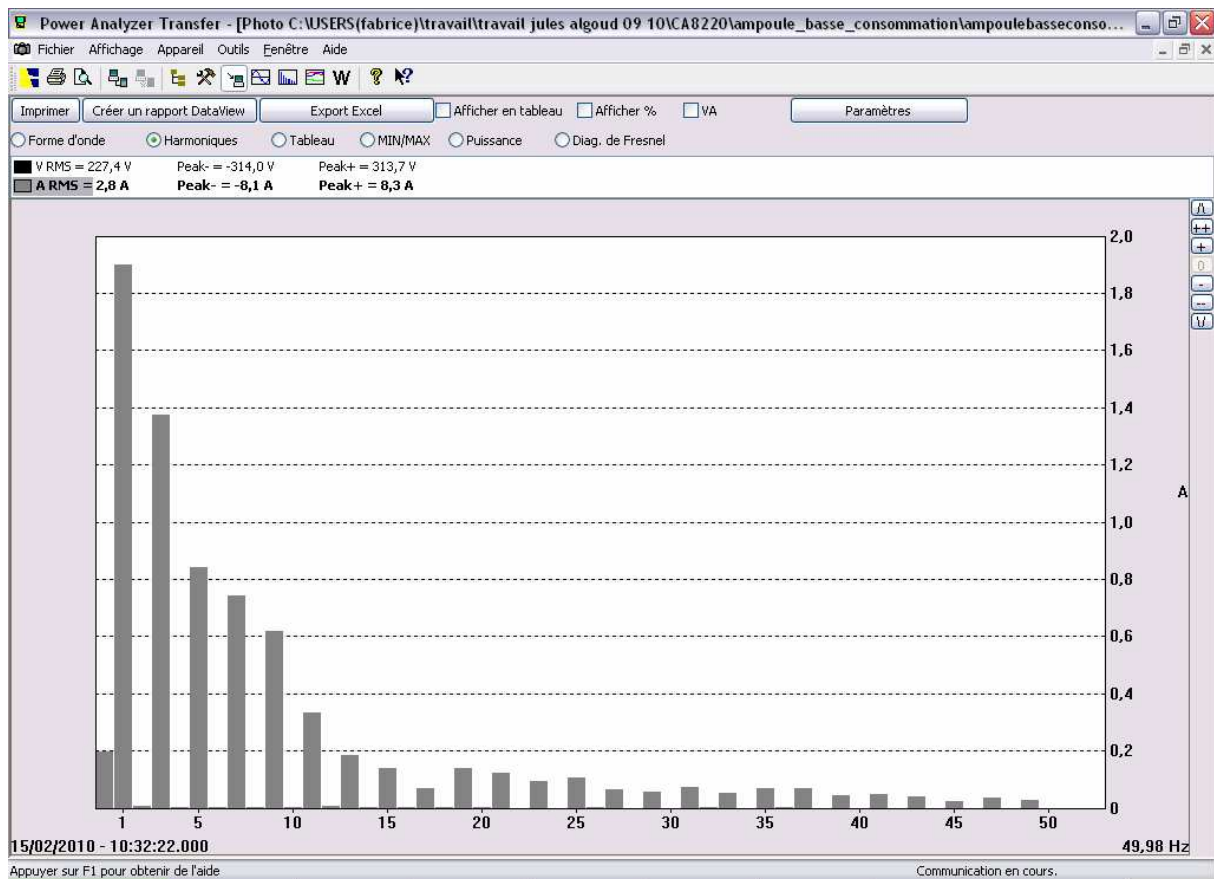 Power Analyzer Transfer - [Photo C:\USERS(fabrice)\travail\travail jules algoud 09 10\CA8220\ampoule_basse_consommation\ampoulebasseconso...
Fichier Affichage Appareil Outils Fenêtre Aide
W ? ?
Imprimer Créer un rapport DataView Export Excel Afficher en tableau Afficher % VA Paramètres
Forme d'onde Harmoniques Tableau MIN/MAX Puissance Diag. de Fresnel
V RMS = 227,4 V Peak- = -314,0 V Peak+ = 313,7 V
A RMS = 2,8 A Peak- = -8,1 A Peak+ = 8,3 A
++
+
0
-
--
2,0
1,8
1,6
1,4
1,2
A
1,0
0,8
0,6
0,4
0,2
0
1 5 10 15 20 25 30 35 40 45 50
15/02/2010 - 10:32:22.000 49,98 Hz
Appuyer sur F1 pour obtenir de l'aide Communication en cours.